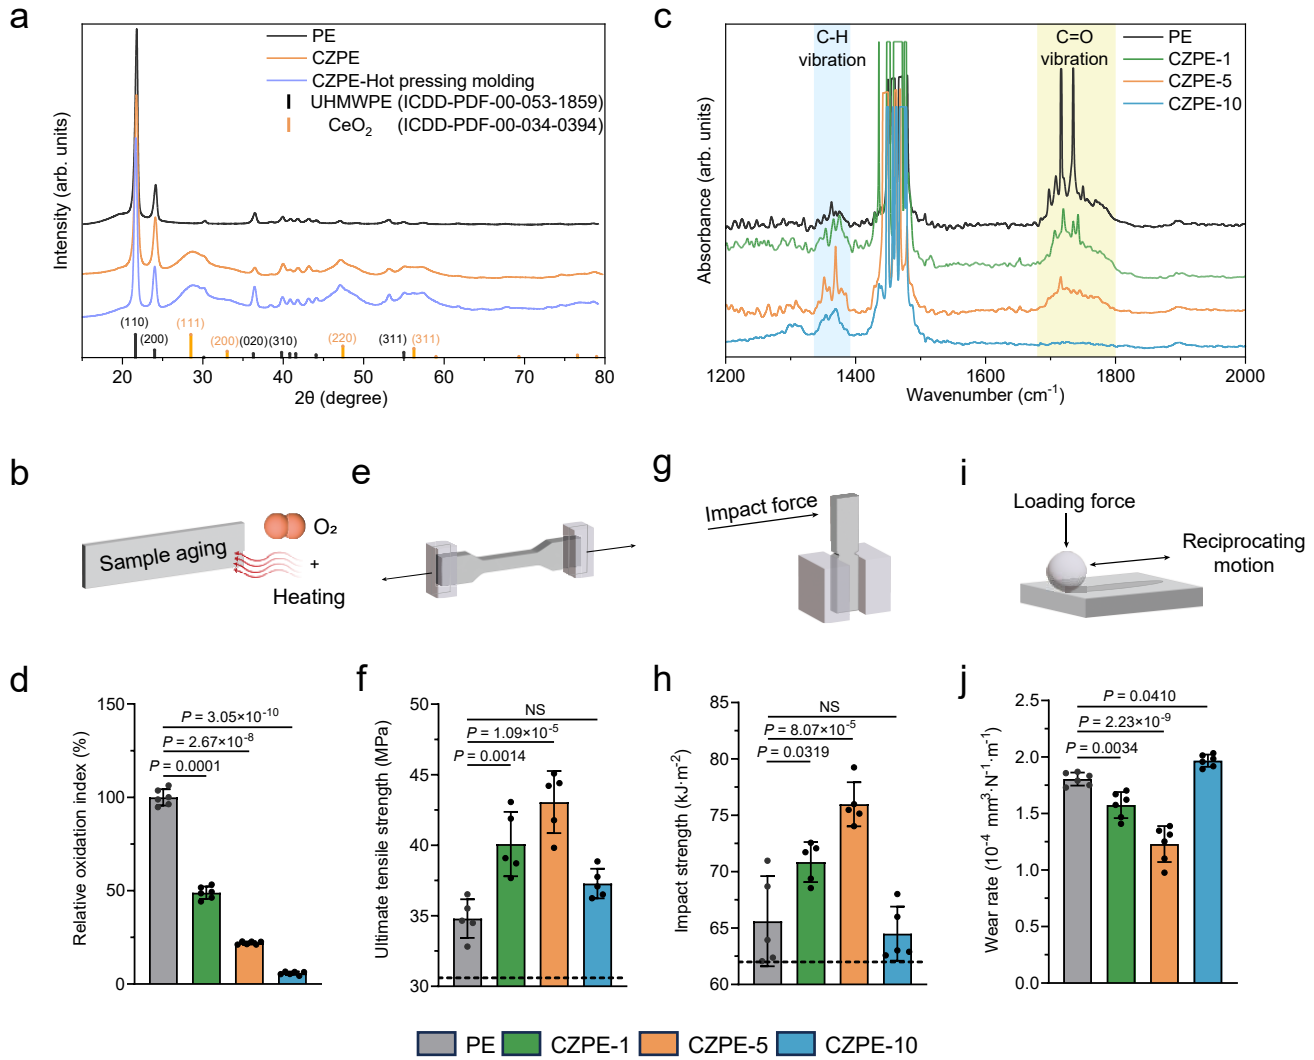 a
PE
CZPE
CZPE-Hot pressing molding
UHMWPE (ICDD-PDF-00-053-1859)
CeO₂ (ICDD-PDF-00-034-0394)
Intensity (arb. units)
(110)
(200)
(111)
(200)
(020)
(310)
(220)
(311)
(311)
20 30 40 50 60 70 80
2θ (degree)
c
C-H
vibration
C=O
vibration
PE
CZPE-1
CZPE-5
CZPE-10
Absorbance (arb. units)
1200 1400 1600 1800 2000
Wavenumber (cm⁻¹)
b
Sample aging
O₂
+
Heating
e
g
Impact force
i
Loading force
Reciprocating
motion
d
Relative oxidation index (%)
150
100
50
0
P = 3.05×10⁻¹⁰
P = 2.67×10⁻⁸
P = 0.0001
f
Ultimate tensile strength (MPa)
50
45
40
35
30
NS
P = 1.09×10⁻⁵
P = 0.0014
h
Impact strength (kJ·m⁻²)
85
80
75
70
65
60
NS
P = 8.07×10⁻⁵
P = 0.0319
j
Wear rate (10⁻⁴ mm³·N⁻¹·m⁻¹)
2.5
2.0
1.5
1.0
0.5
0.0
P = 0.0410
P = 2.23×10⁻⁹
P = 0.0034
PE CZPE-1 CZPE-5 CZPE-10